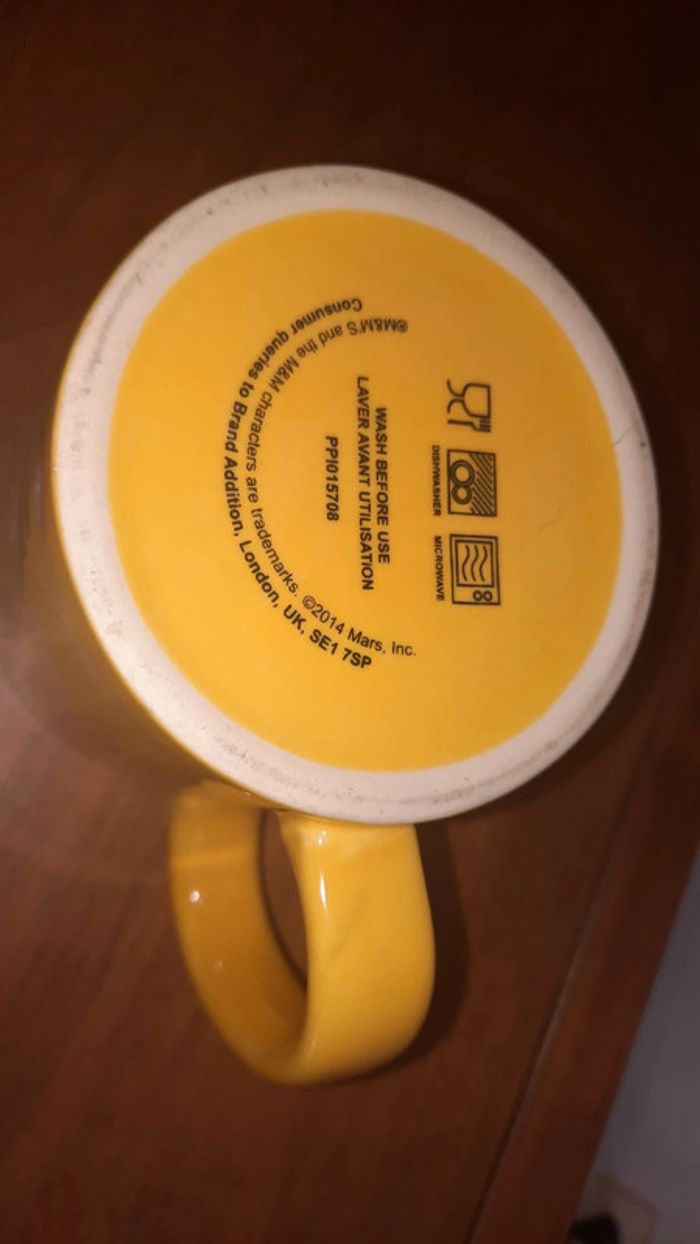 DISHWASHER
MICROWAVE
WASH BEFORE USE
LAVER AVANT UTILISATION
PPI015708
®M&M'S and the M&M characters are trademarks. ©2014 Mars, Inc.
Consumer queries to Brand Addition, London, UK, SE1 7SP